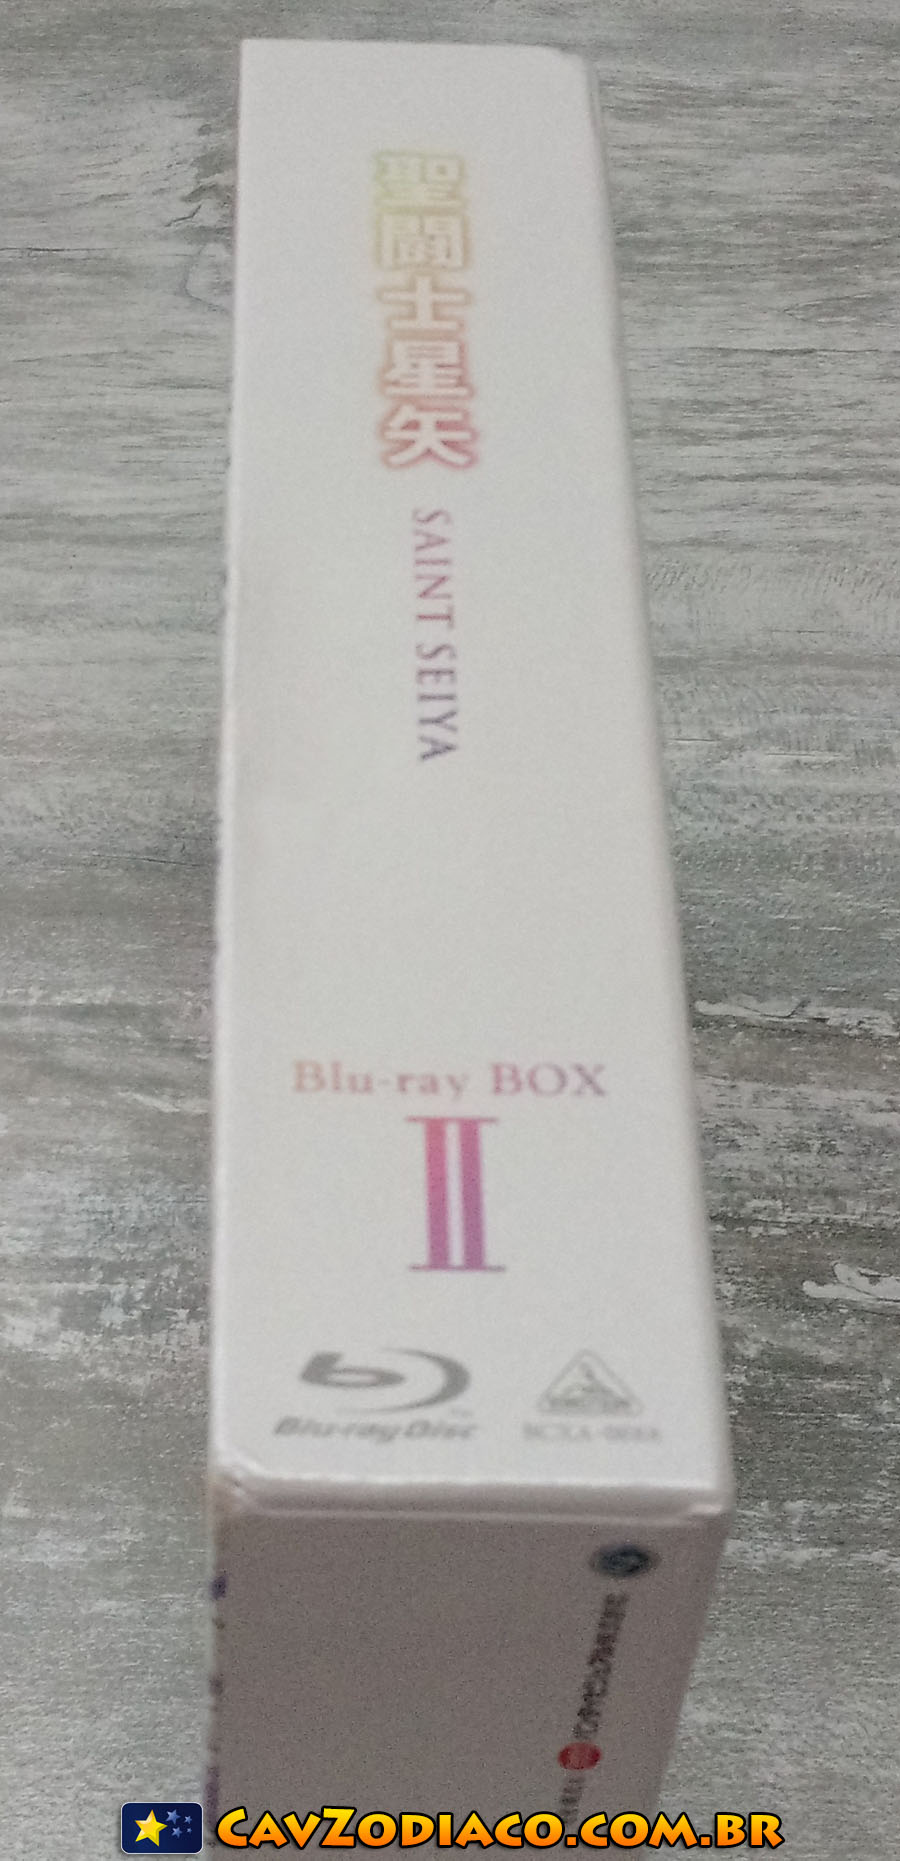 聖闘士星矢
SAINT SEIYA
Blu-ray BOX
II
Blu-ray Disc
CAVZODIACO.COM.BR